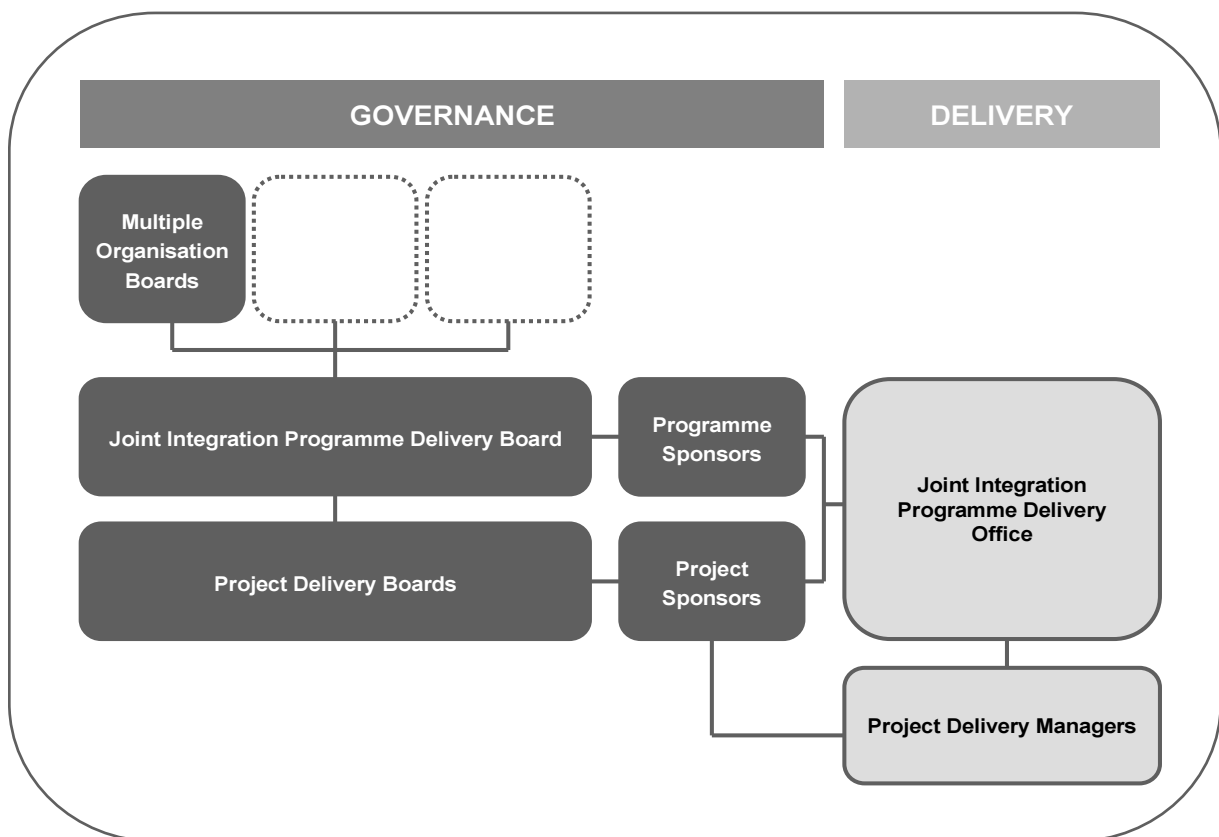 GOVERNANCE
DELIVERY
Multiple
Organisation
Boards
Joint Integration Programme Delivery Board
Programme
Sponsors
Joint Integration
Programme Delivery
Office
Project Delivery Boards
Project
Sponsors
Project Delivery Managers